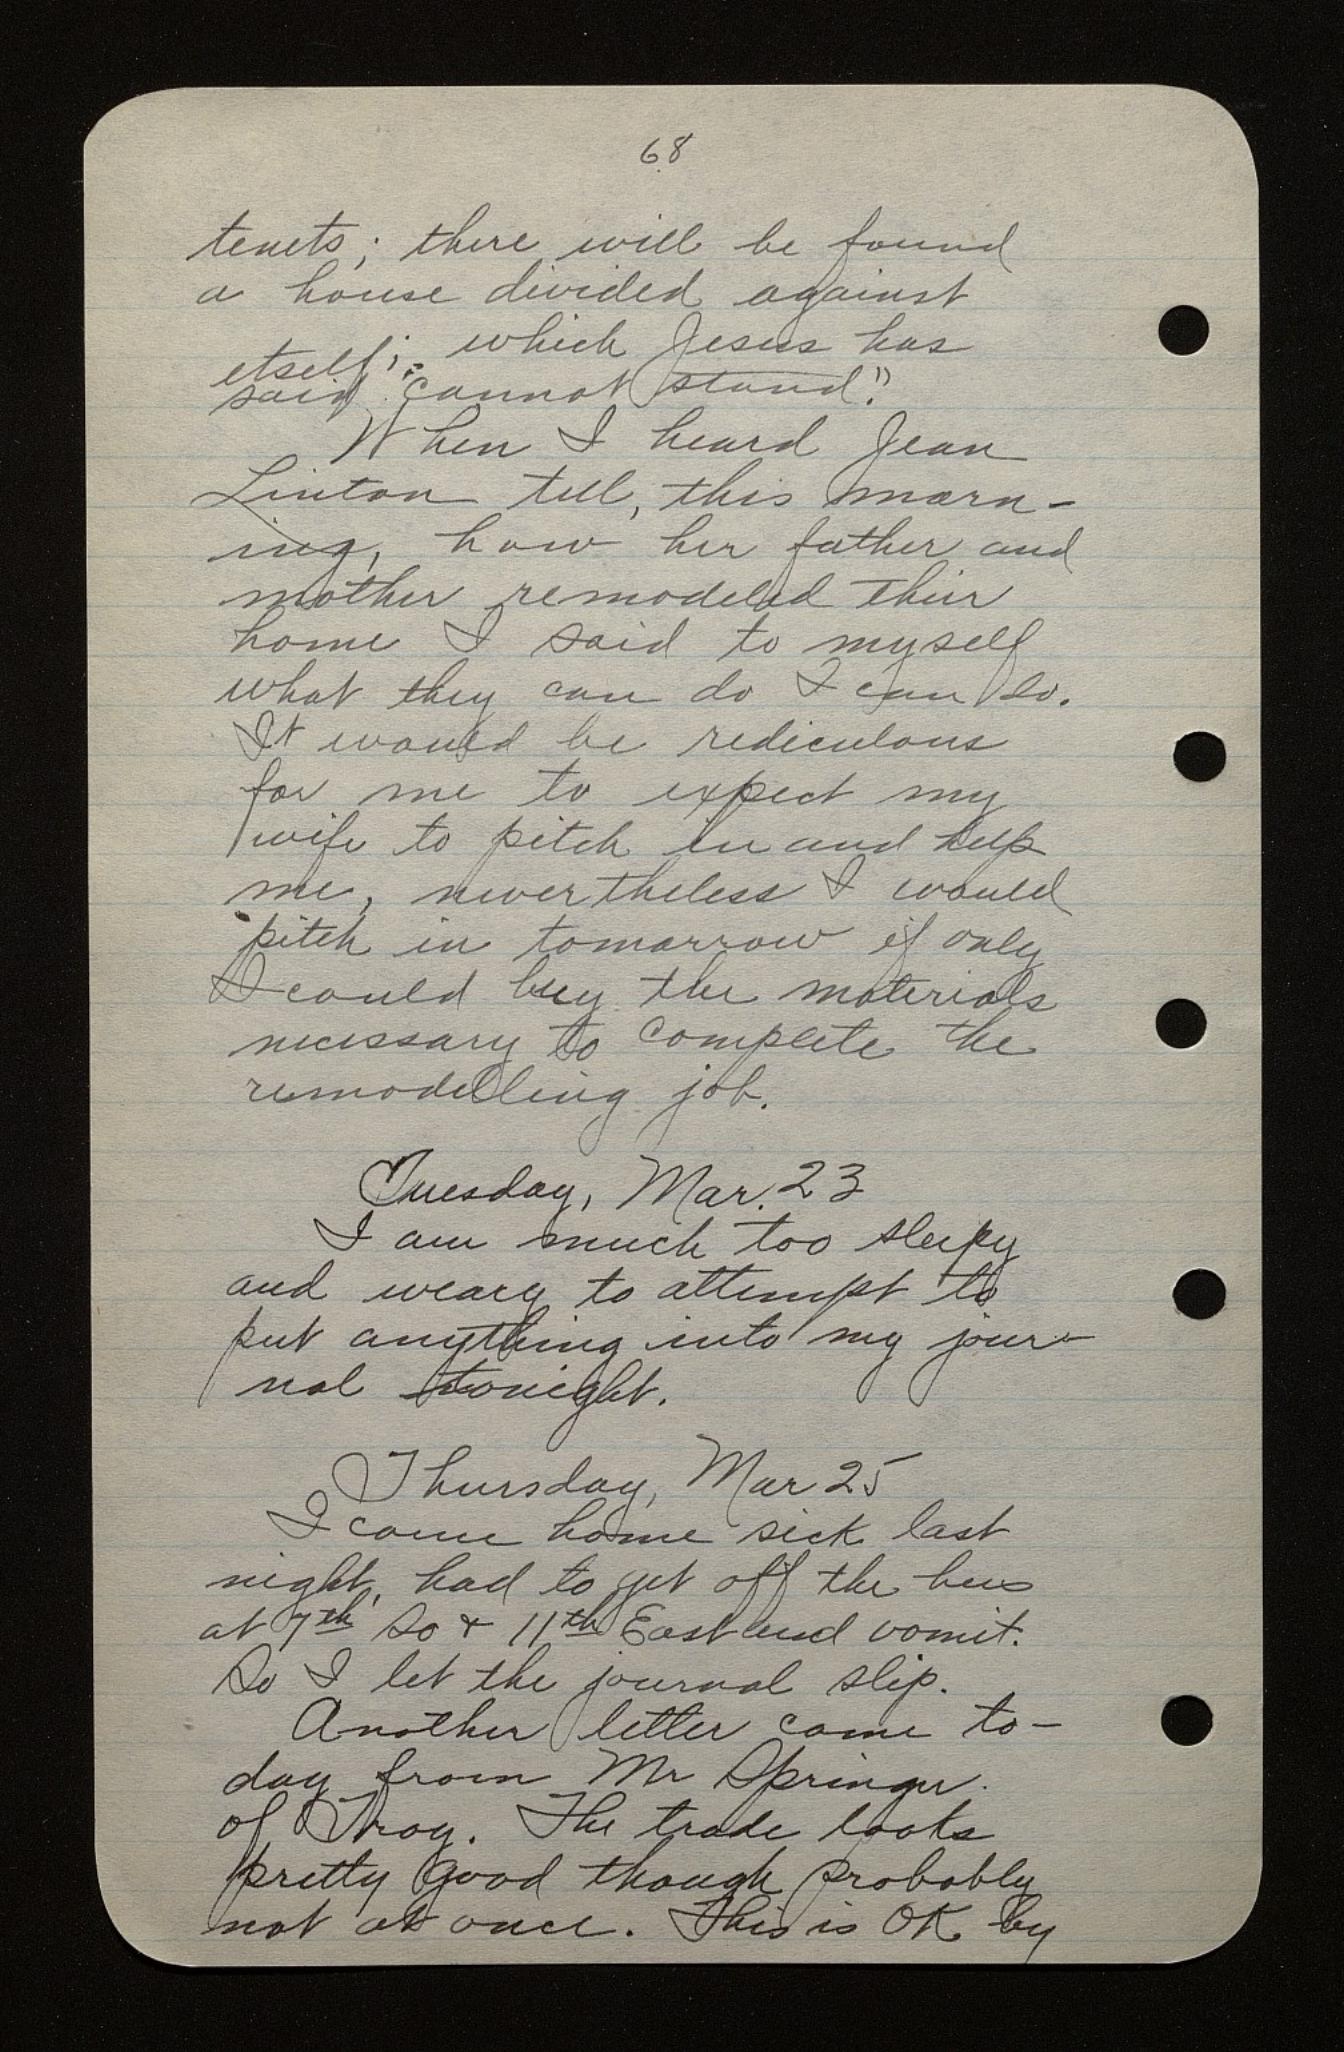 68
tenets; there will be found
a house divided against
itself; which Jesus has
said "cannot stand."
When I heard Jean
Linton tell, this morn-
ing, how her father and
mother remodeled their
home I said to myself
what they can do I can do.
It would be rediculous
for me to expect my
wife to pitch in and help
me, nevertheless I would
pitch in tomorrow if only
I could buy the materials
necessary to complete the
remodelling job.
Tuesday, Mar. 23
I am much too sleepy
and weary to attempt to
put anything into my jour-
nal tonight.
Thursday, Mar 25
I came home sick last
night, had to get off the bus
at 7th So + 11th East and vomit.
So I let the journal slip.
Another letter came to-
day from Mr Springer
of Troy. The trade looks
pretty good though probably
not at once. This is OK by